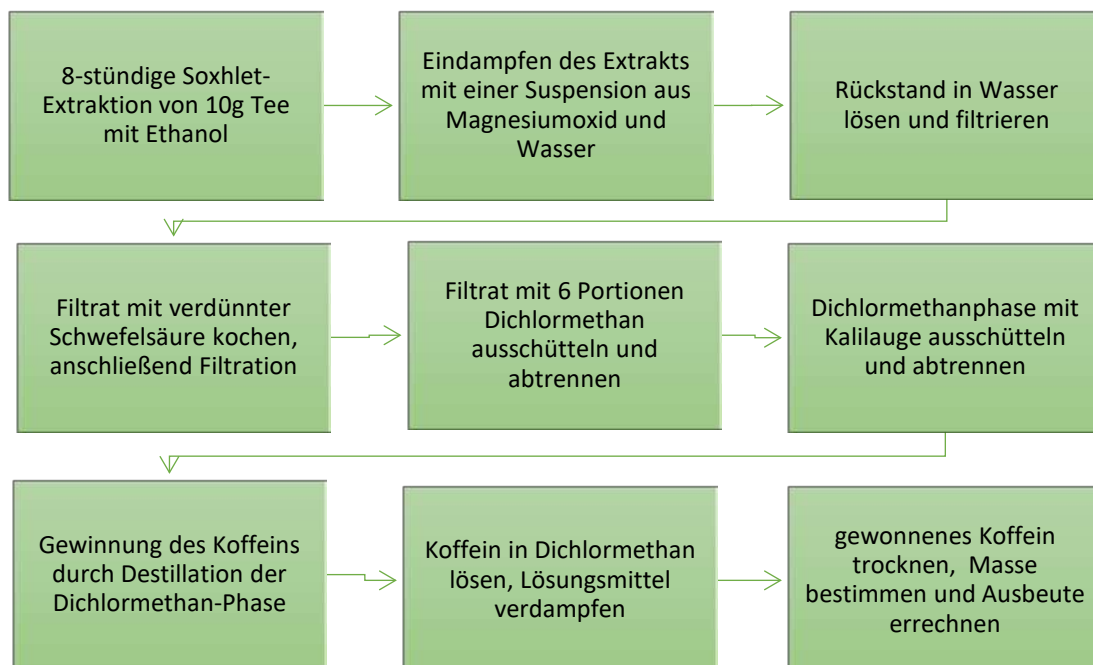 8-stündige Soxhlet-
Extraktion von 10g Tee
mit Ethanol
Eindampfen des Extrakts
mit einer Suspension aus
Magnesiumoxid und
Wasser
Rückstand in Wasser
lösen und filtrieren
Filtrat mit verdünnter
Schwefelsäure kochen,
anschließend Filtration
Filtrat mit 6 Portionen
Dichlormethan
ausschütteln und
abtrennen
Dichlormethanphase mit
Kalilauge ausschütteln
und abtrennen
Gewinnung des Koffeins
durch Destillation der
Dichlormethan-Phase
Koffein in Dichlormethan
lösen, Lösungsmittel
verdampfen
gewonnenes Koffein
trocknen, Masse
bestimmen und Ausbeute
errechnen